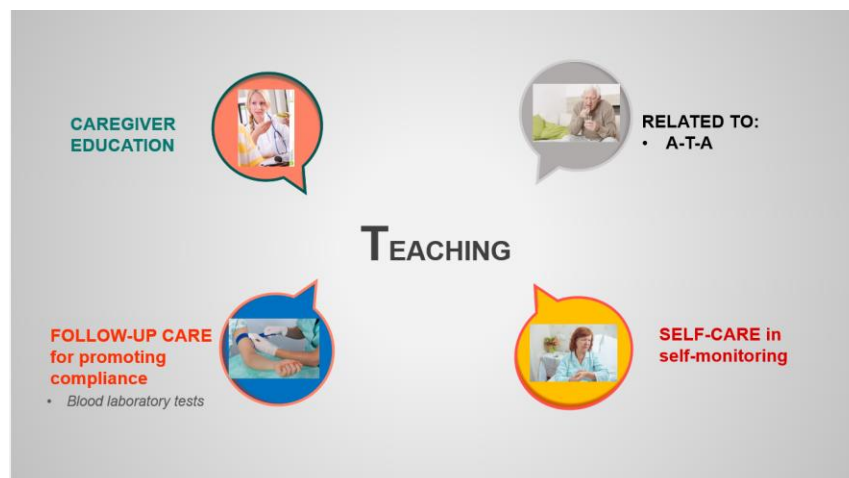 CAREGIVER
EDUCATION
RELATED TO:
• A-T-A
TEACHING
FOLLOW-UP CARE
for promoting
compliance
• Blood laboratory tests
SELF-CARE in
self-monitoring